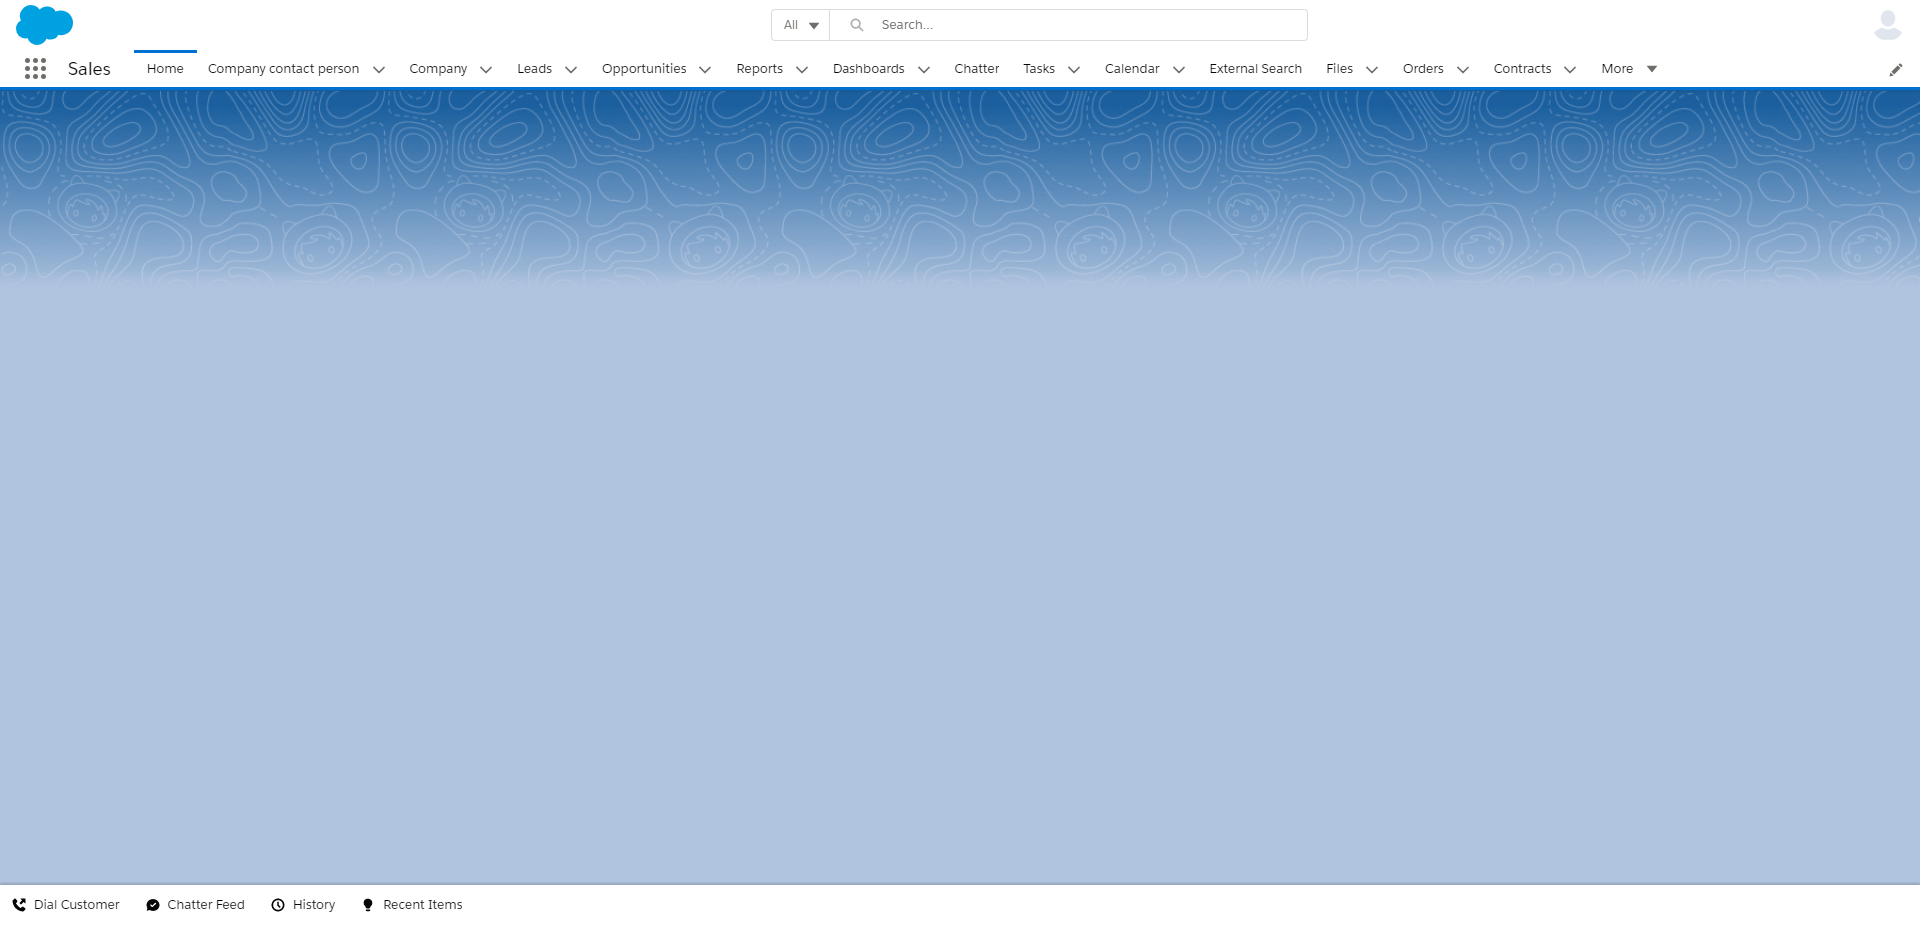 All Search...
Sales Home Company contact person Company Leads Opportunities Reports Dashboards Chatter Tasks Calendar External Search Files Orders Contracts More
Dial Customer Chatter Feed History Recent Items